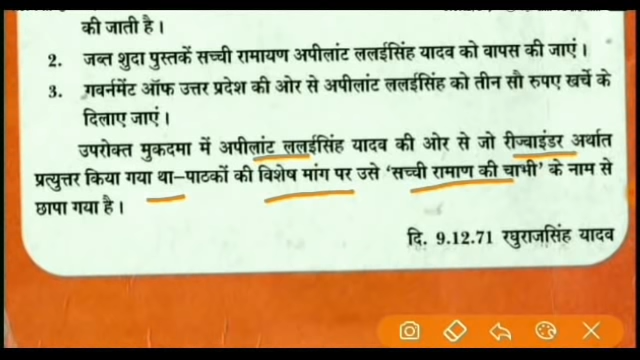 की जाती है।
2. जब्त शुदा पुस्तकें सच्ची रामायण अपीलांट ललईसिंह यादव को वापस की जाएं।
3. गवर्नमेंट ऑफ उत्तर प्रदेश की ओर से अपीलांट ललईसिंह को तीन सौ रुपए खर्चे के
दिलाए जाएं।
उपरोक्त मुकदमा में अपीलांट ललईसिंह यादव की ओर से जो रीज्वाइंडर अर्थात
प्रत्युत्तर किया गया था–पाठकों की विशेष मांग पर उसे ‘सच्ची रामाण की चाभी’ के नाम से
छापा गया है।
दि. 9.12.71 रघुराजसिंह यादव